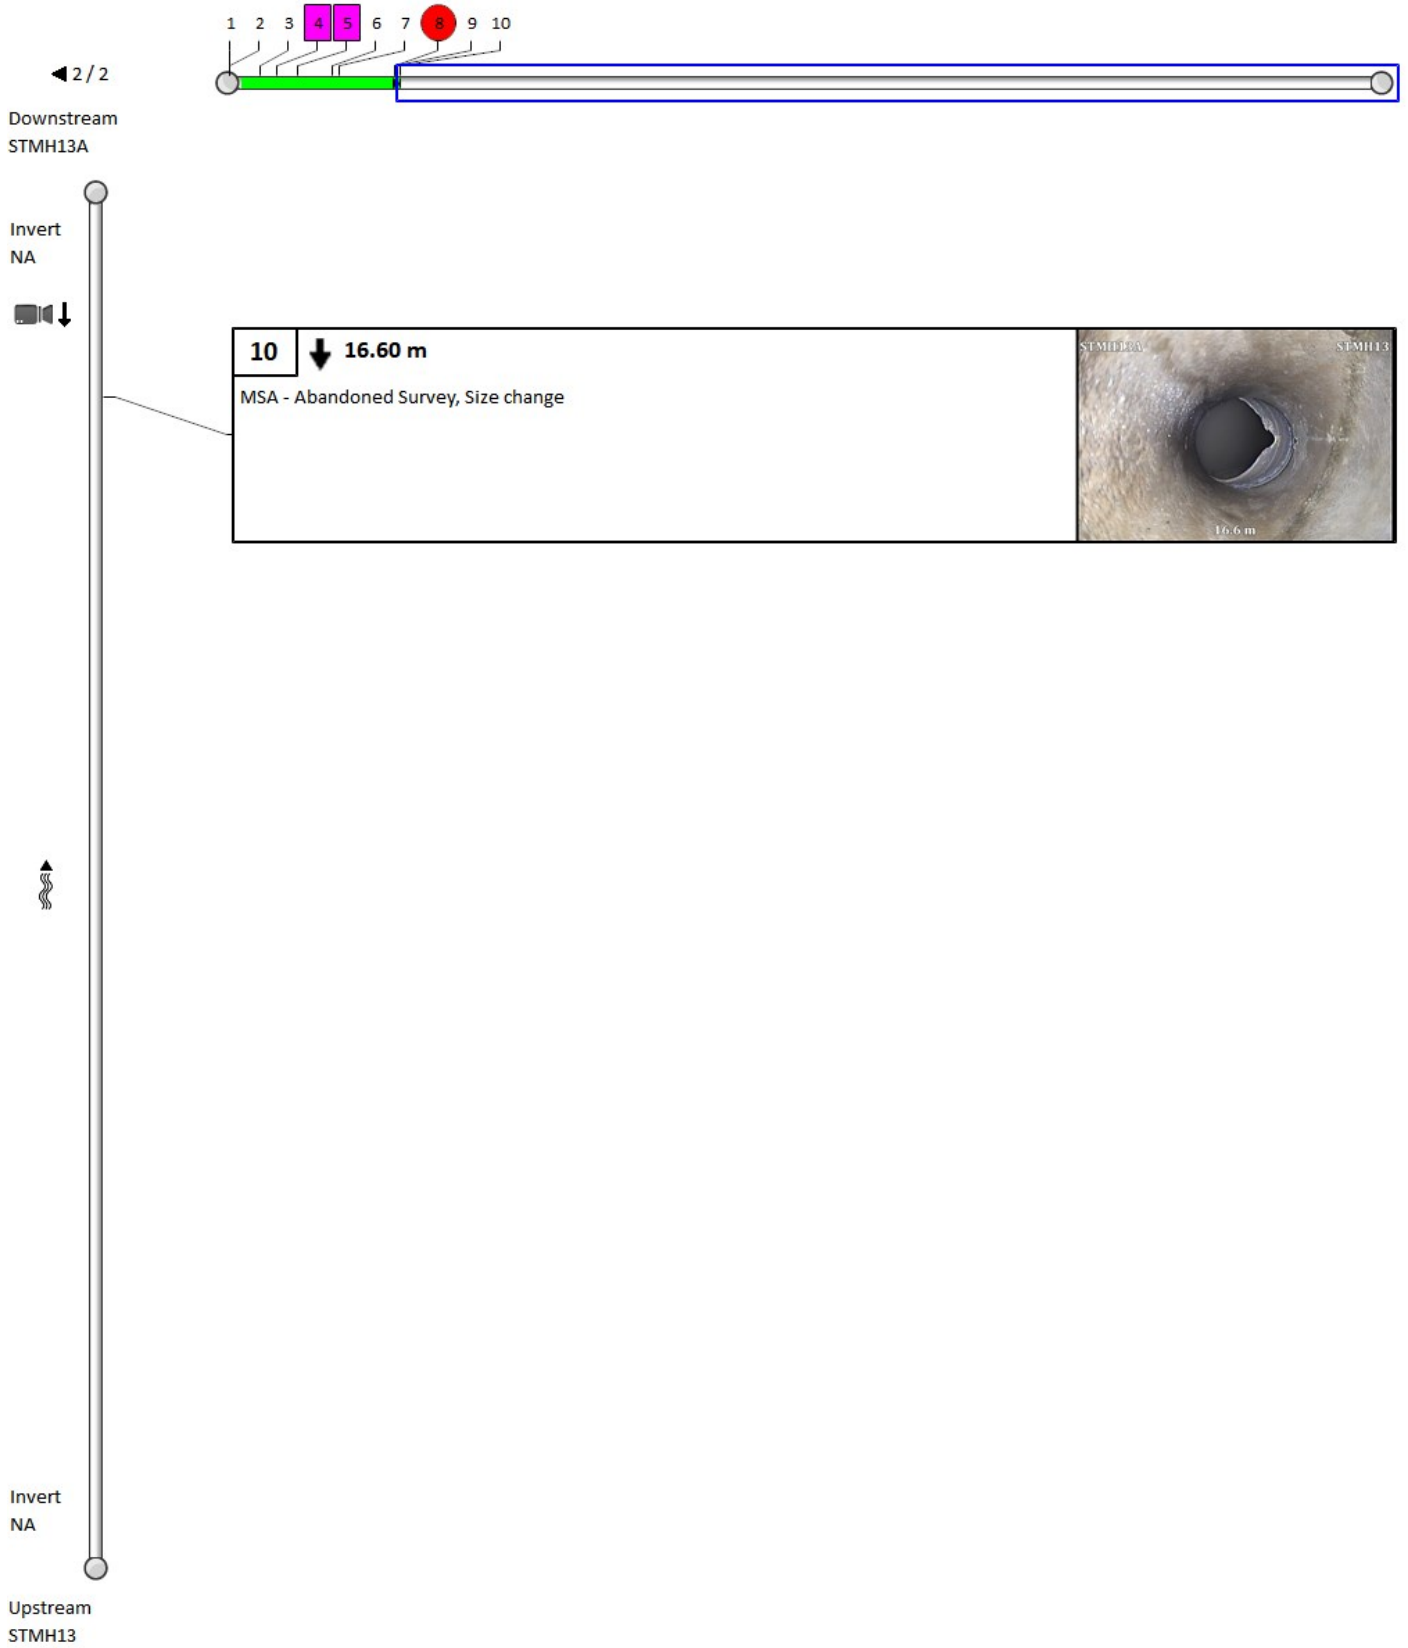 1 2 3 4 5 6 7 8 9 10
2 / 2
Downstream
STMH13A
Invert
NA
10 16.60 m
MSA - Abandoned Survey, Size change
STMH13A STMH13
16.6 m
Invert
NA
Upstream
STMH13